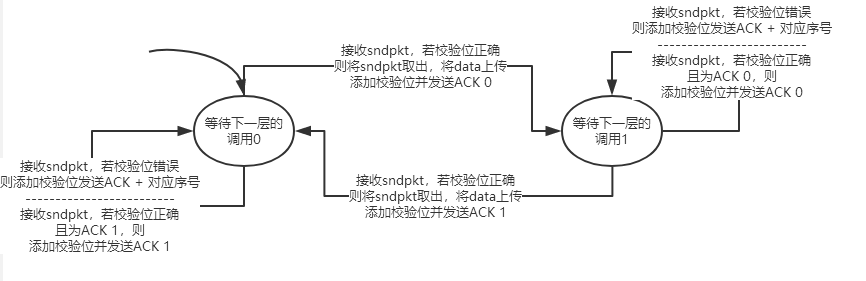 接收sndpkt，若校验位错误
则添加校验位发送ACK + 对应序号
接收sndpkt，若校验位正确
且为ACK 0，则
添加校验位并发送ACK 0
接收sndpkt，若校验位正确
则将sndpkt取出，将data上传
添加校验位并发送ACK 0
等待下一层的
调用0
等待下一层的
调用1
接收sndpkt，若校验位错误
则添加校验位发送ACK + 对应序号
接收sndpkt，若校验位正确
且为ACK 1，则
添加校验位并发送ACK 1
接收sndpkt，若校验位正确
则将sndpkt取出，将data上传
添加校验位并发送ACK 1